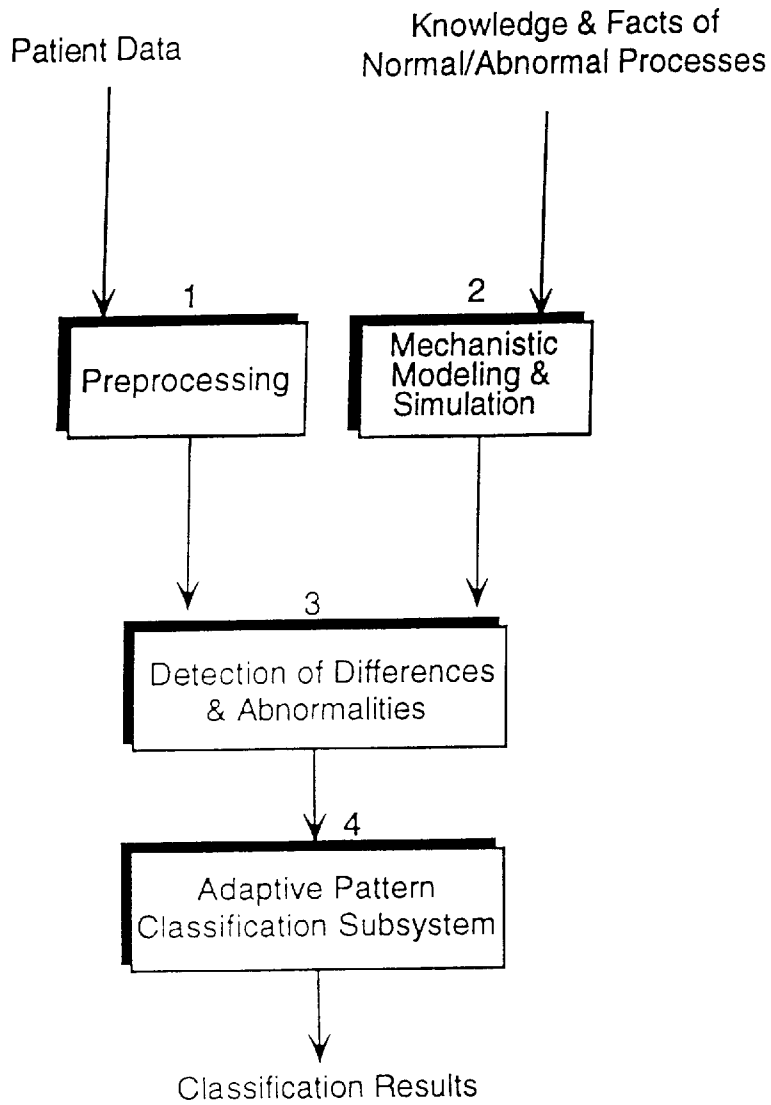 Patient Data
Knowledge & Facts of
Normal/Abnormal Processes
1
Preprocessing
2
Mechanistic
Modeling &
Simulation
3
Detection of Differences
& Abnormalities
4
Adaptive Pattern
Classification Subsystem
Classification Results